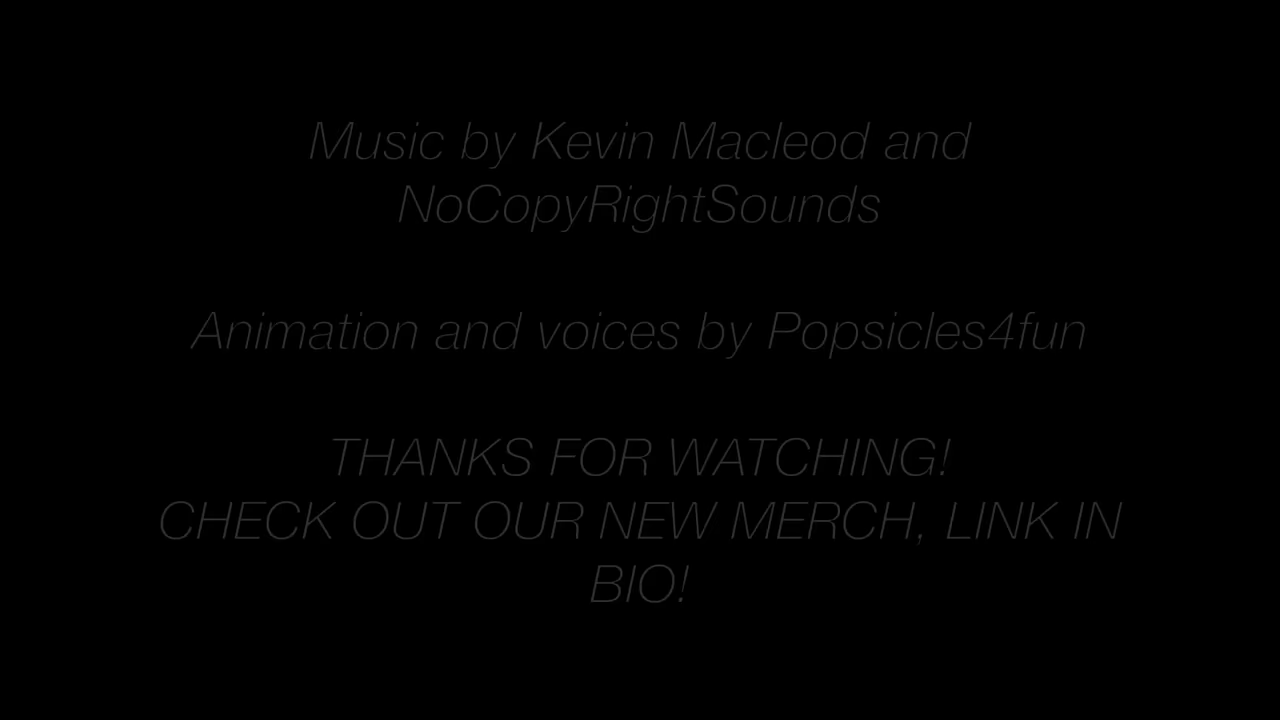 Music by Kevin Macleod and
NoCopyRightSounds
Animation and voices by Popsicles4fun
THANKS FOR WATCHING!
CHECK OUT OUR NEW MERCH, LINK IN
BIO!